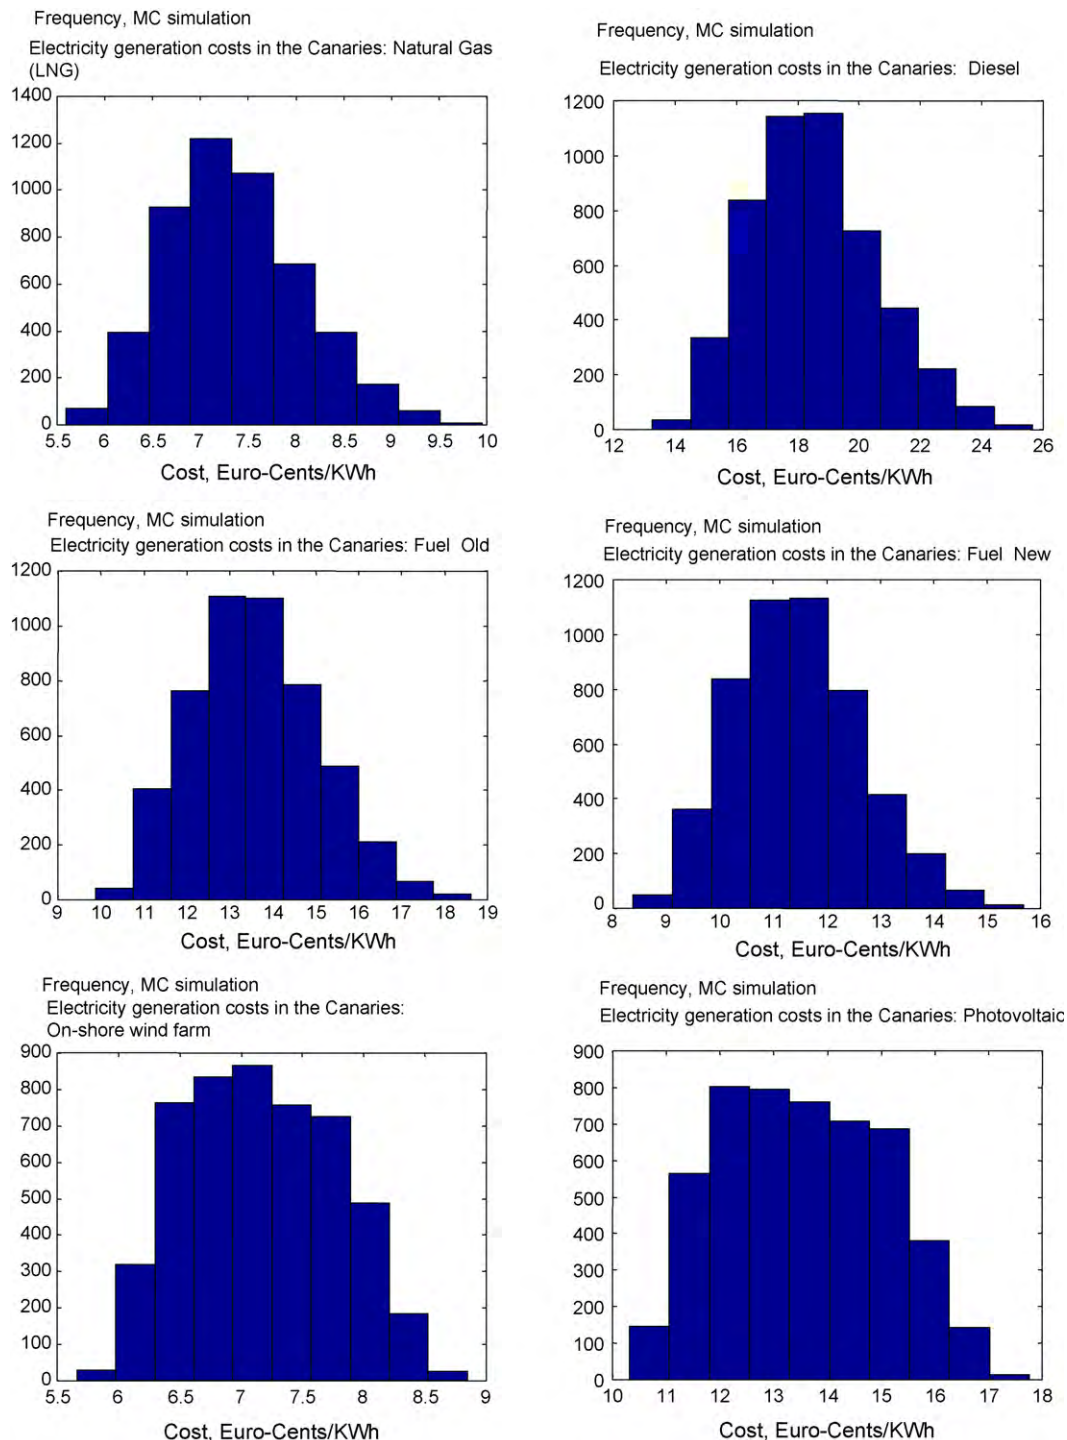 Frequency, MC simulation
Electricity generation costs in the Canaries: Natural Gas
(LNG)
1400
1200
1000
800
600
400
200
0
5.5 6 6.5 7 7.5 8 8.5 9 9.5 10
Cost, Euro-Cents/KWh
Frequency, MC simulation
Electricity generation costs in the Canaries: Diesel
1200
1000
800
600
400
200
0
12 14 16 18 20 22 24 26
Cost, Euro-Cents/KWh
Frequency, MC simulation
Electricity generation costs in the Canaries: Fuel Old
1200
1000
800
600
400
200
0
9 10 11 12 13 14 15 16 17 18 19
Cost, Euro-Cents/KWh
Frequency, MC simulation
Electricity generation costs in the Canaries: Fuel New
1200
1000
800
600
400
200
0
8 9 10 11 12 13 14 15 16
Cost, Euro-Cents/KWh
Frequency, MC simulation
Electricity generation costs in the Canaries:
On-shore wind farm
900
800
700
600
500
400
300
200
100
0
5.5 6 6.5 7 7.5 8 8.5 9
Cost, Euro-Cents/KWh
Frequency, MC simulation
Electricity generation costs in the Canaries: Photovoltaic
900
800
700
600
500
400
300
200
100
0
10 11 12 13 14 15 16 17 18
Cost, Euro-Cents/KWh